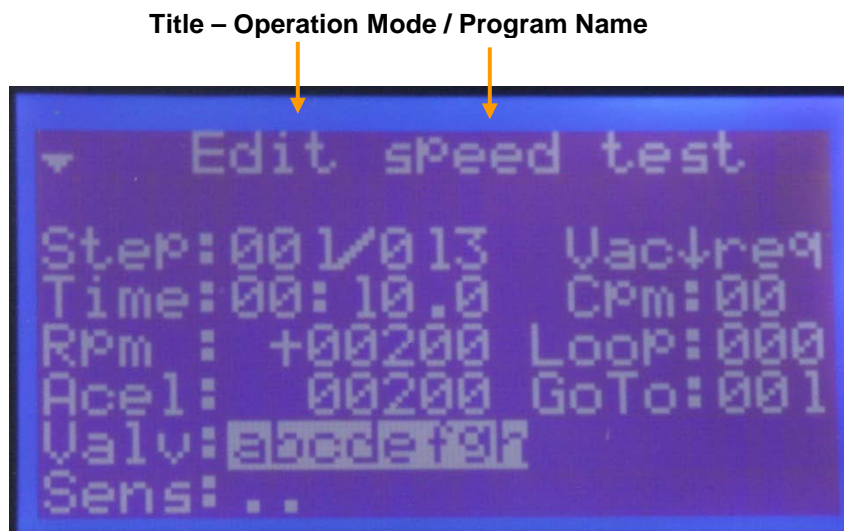 Title – Operation Mode / Program Name
Edit speed test
Step:001/013 Vac↓req
Time:00:10.0 Cpm:00
Rpm : +00200 Loop:000
Acel: 00200 GoTo:001
Valv:abcdefgh
Sens:..